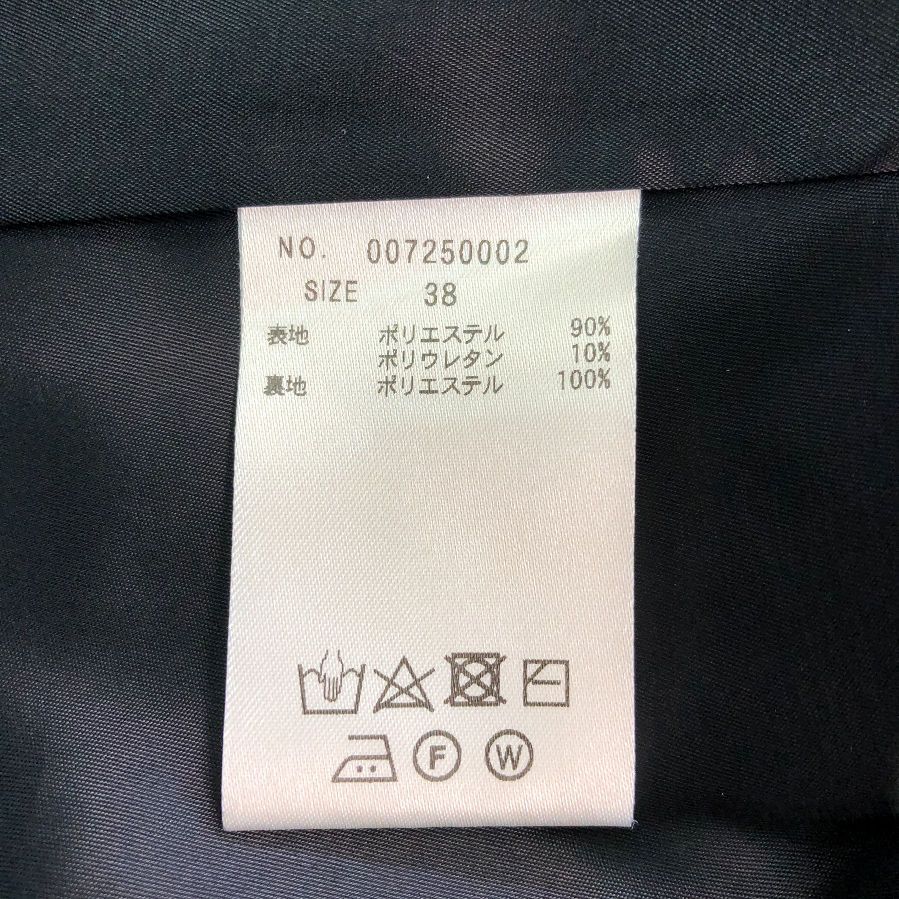 NO. 007250002
SIZE 38
表地 ポリエステル 90%
ポリウレタン 10%
裏地 ポリエステル 100%
F W